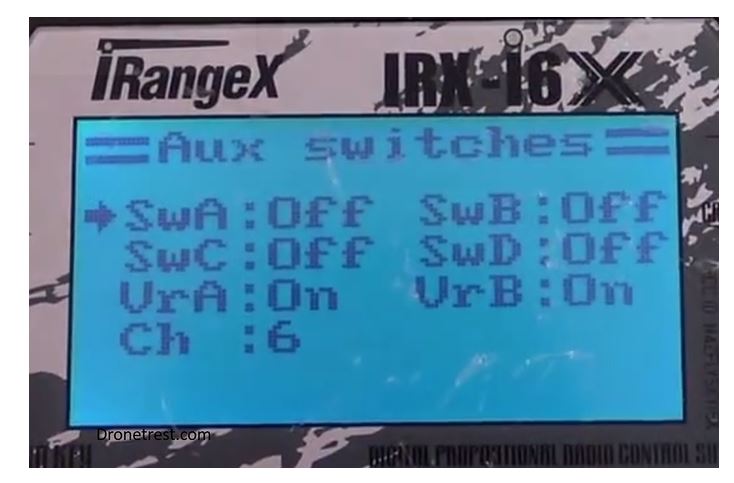 iRangeX IRX-i6X
Aux switches
SwA:Off SwB:Off
SwC:Off SwD:Off
VrA:On VrB:On
Ch :6
Dronetrest.com
KEY DIGITAL PROPORTIONAL RADIO CONTROL